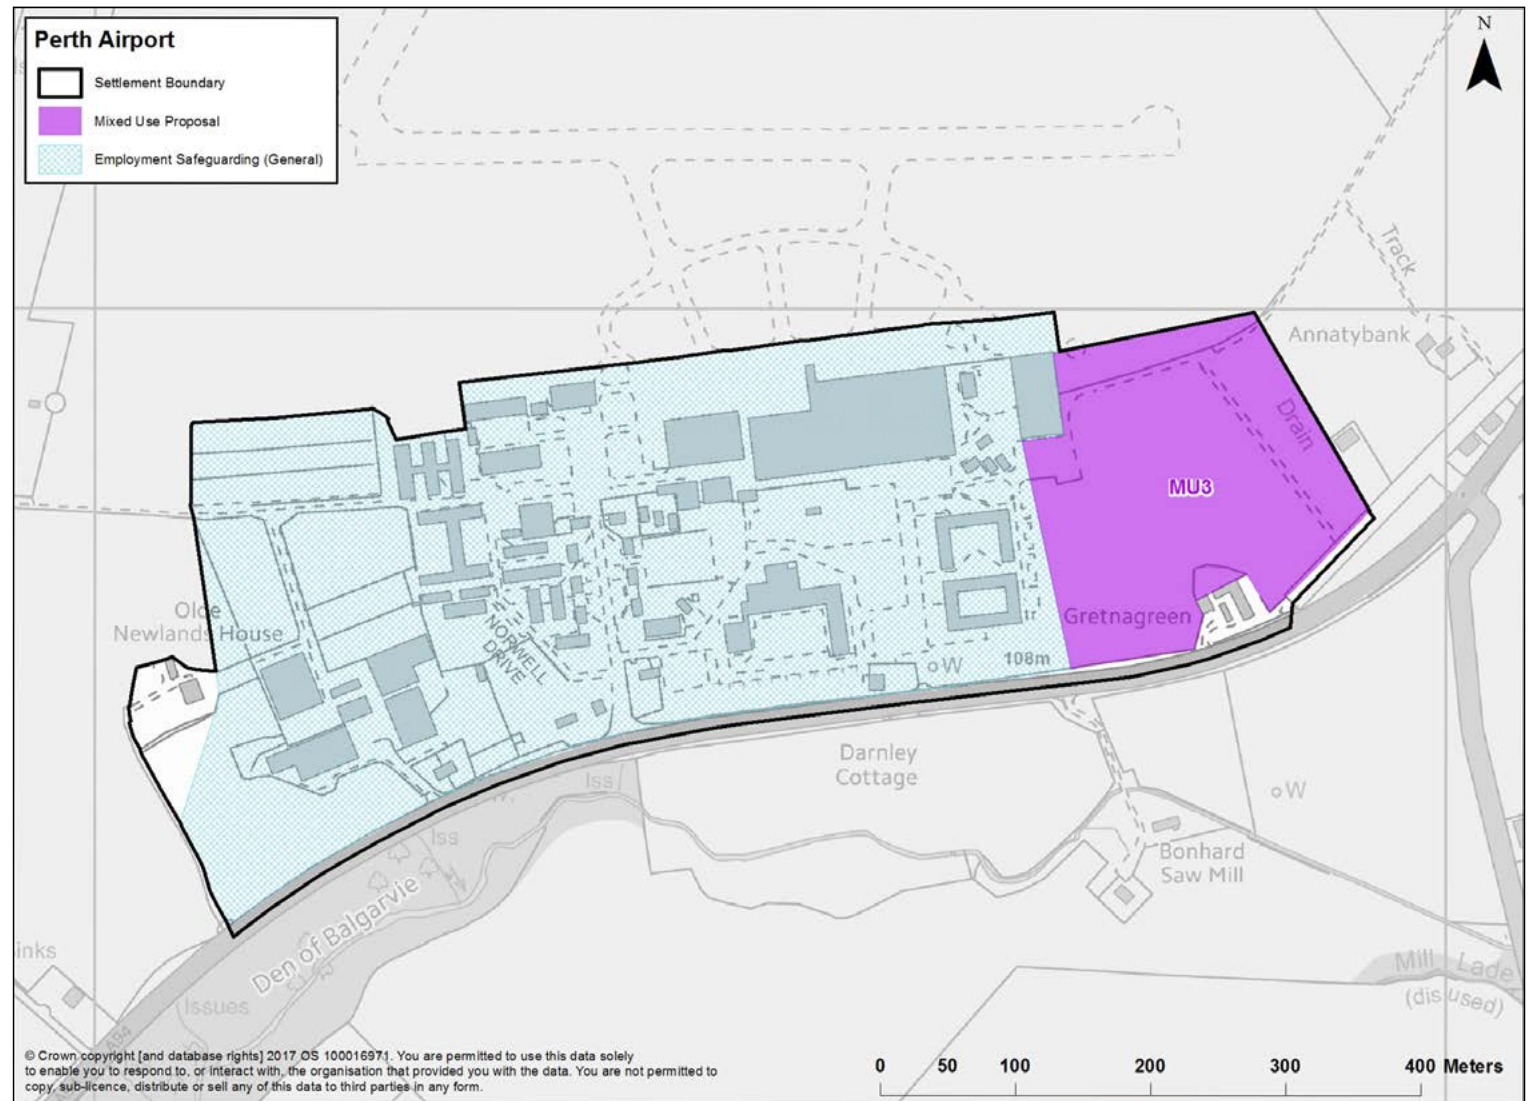 Perth Airport
Settlement Boundary
Mixed Use Proposal
Employment Safeguarding (General)
N
Track
Annatybank
Drain
MU3
Olde
Newlands House
Gretnagreen
NORWELL
DRIVE
W
108m
Darnley
Cottage
Iss
Iss
W
Bonhard
Saw Mill
Den of Balgarvie
inks
Issues
Mill Lade
(disused)
A94
© Crown copyright [and database rights] 2017 OS 100016971. You are permitted to use this data solely
to enable you to respond to, or interact with, the organisation that provided you with the data. You are not permitted to
copy, sub-licence, distribute or sell any of this data to third parties in any form.
0 50 100 200 300 400 Meters